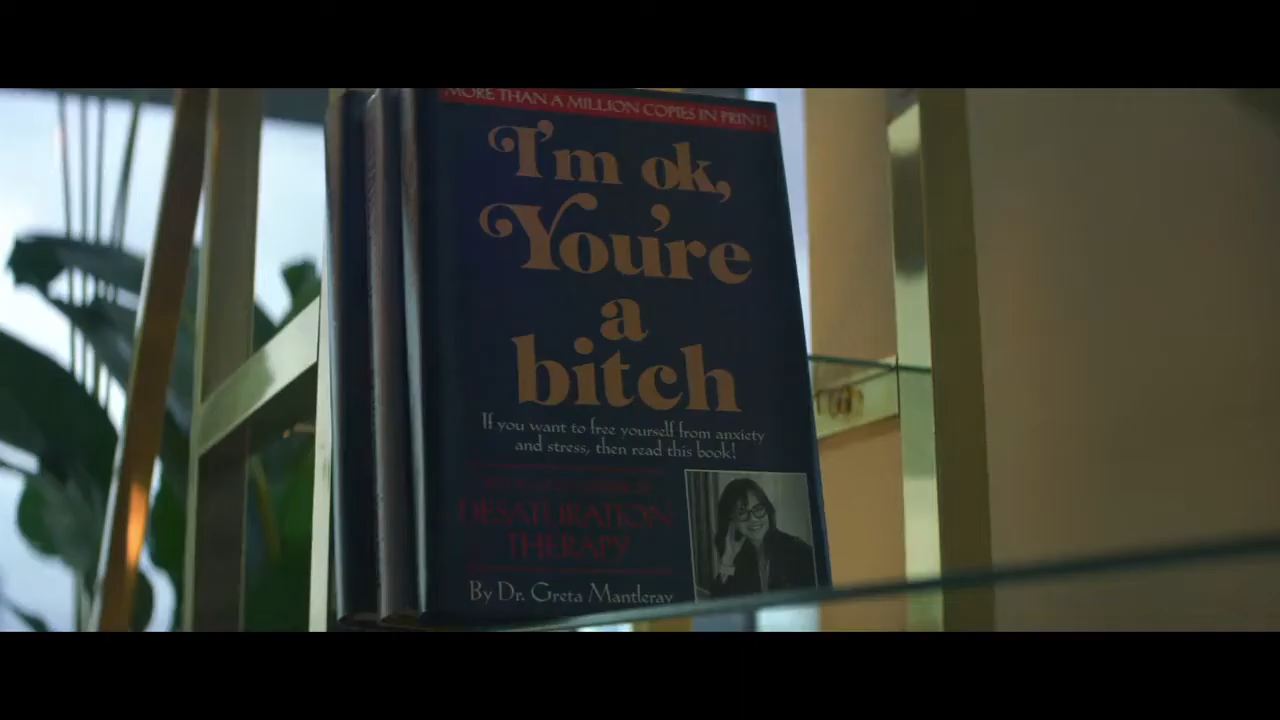 MORE THAN A MILLION COPIES IN PRINT!
I'm ok,
You're
a
bitch
If you want to free yourself from anxiety
and stress, then read this book!
DESATURATION
THERAPY
By Dr. Greta Mantleray